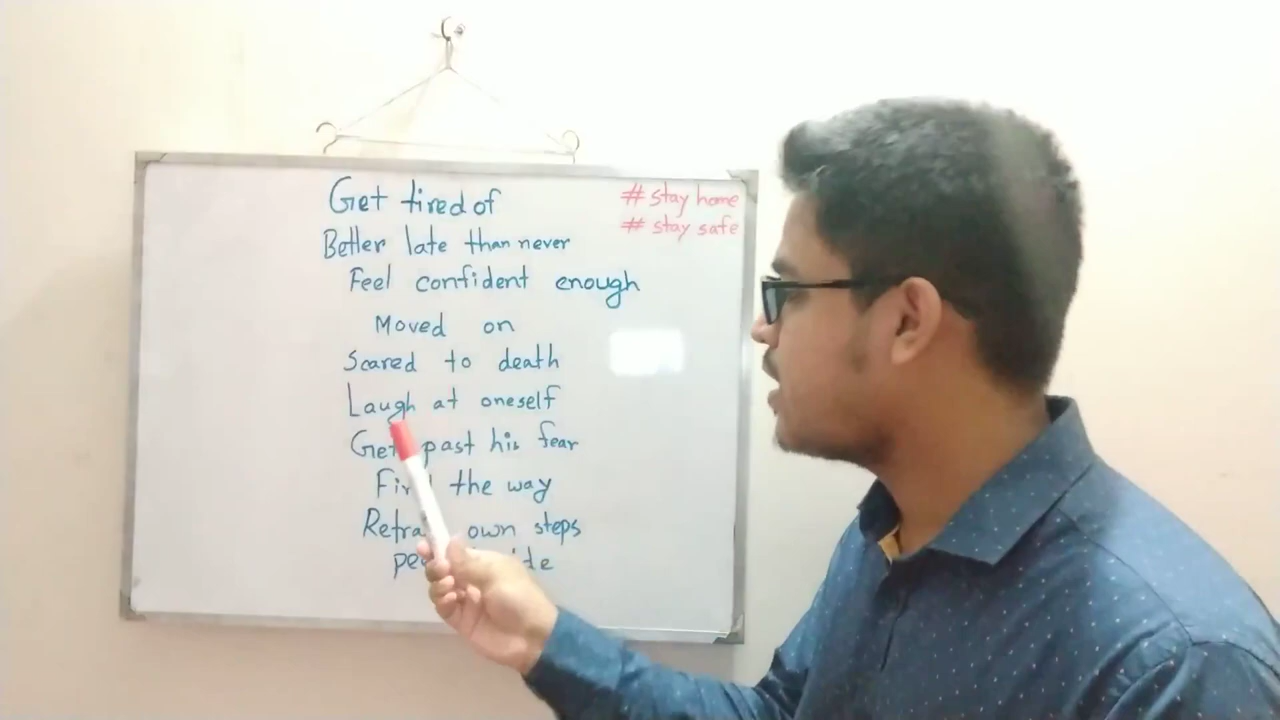 Get tired of
# stay home
# stay safe
Better late than never
Feel confident enough
Moved on
Scared to death
Laugh at oneself
Get past his fear
the way
own steps